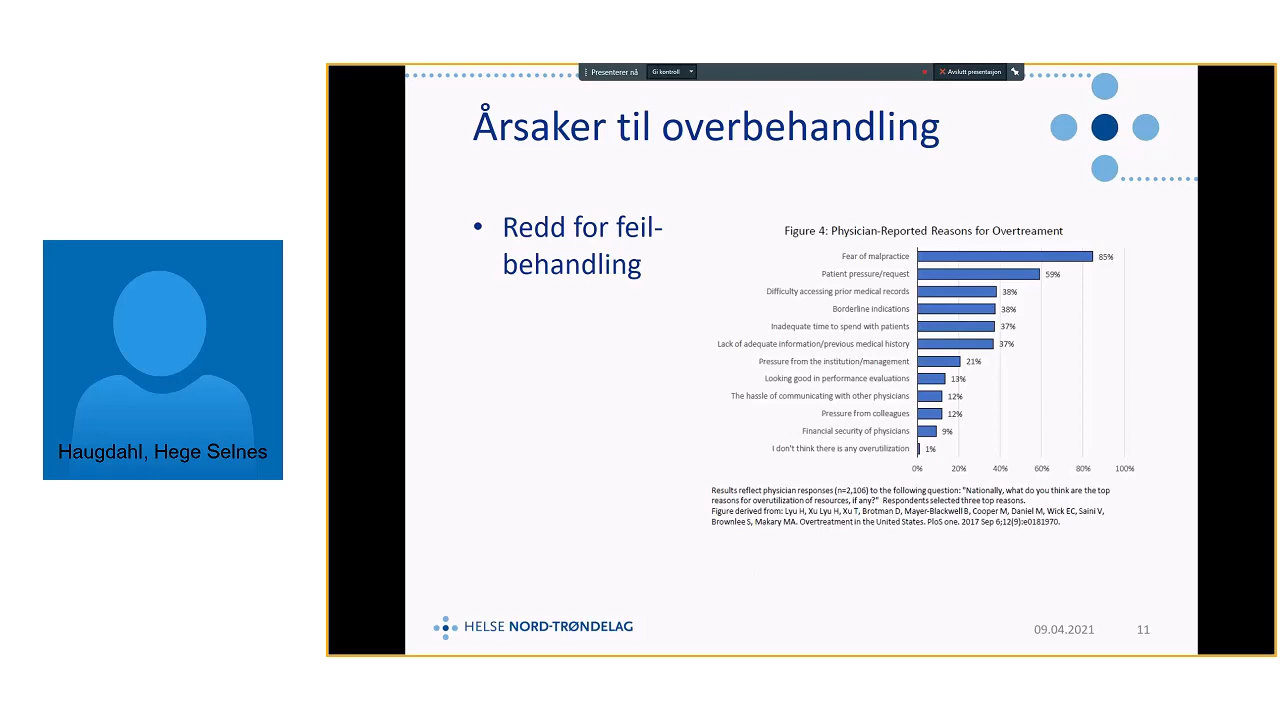 Presenterer nå
Gi kontroll
Avslutt presentasjon
Årsaker til overbehandling
• Redd for feil-
behandling
Figure 4: Physician-Reported Reasons for Overtreament
Fear of malpractice 85%
Patient pressure/request 59%
Difficulty accessing prior medical records 38%
Borderline indications 38%
Inadequate time to spend with patients 37%
Lack of adequate information/previous medical history 37%
Pressure from the institution/management 21%
Looking good in performance evaluations 13%
The hassle of communicating with other physicians 12%
Pressure from colleagues 12%
Financial security of physicians 9%
I don't think there is any overutilization 1%
0% 20% 40% 60% 80% 100%
Results reflect physician responses (n=2,106) to the following question: "Nationally, what do you think are the top
reasons for overutilization of resources, if any?" Respondents selected three top reasons.
Figure derived from: Lyu H, Xu Lyu H, Xu T, Brotman D, Mayer-Blackwell B, Cooper M, Daniel M, Wick EC, Saini V,
Brownlee S, Makary MA. Overtreatment in the United States. PloS one. 2017 Sep 6;12(9):e0181970.
Haugdahl, Hege Selnes
HELSE NORD-TRØNDELAG
09.04.2021 11